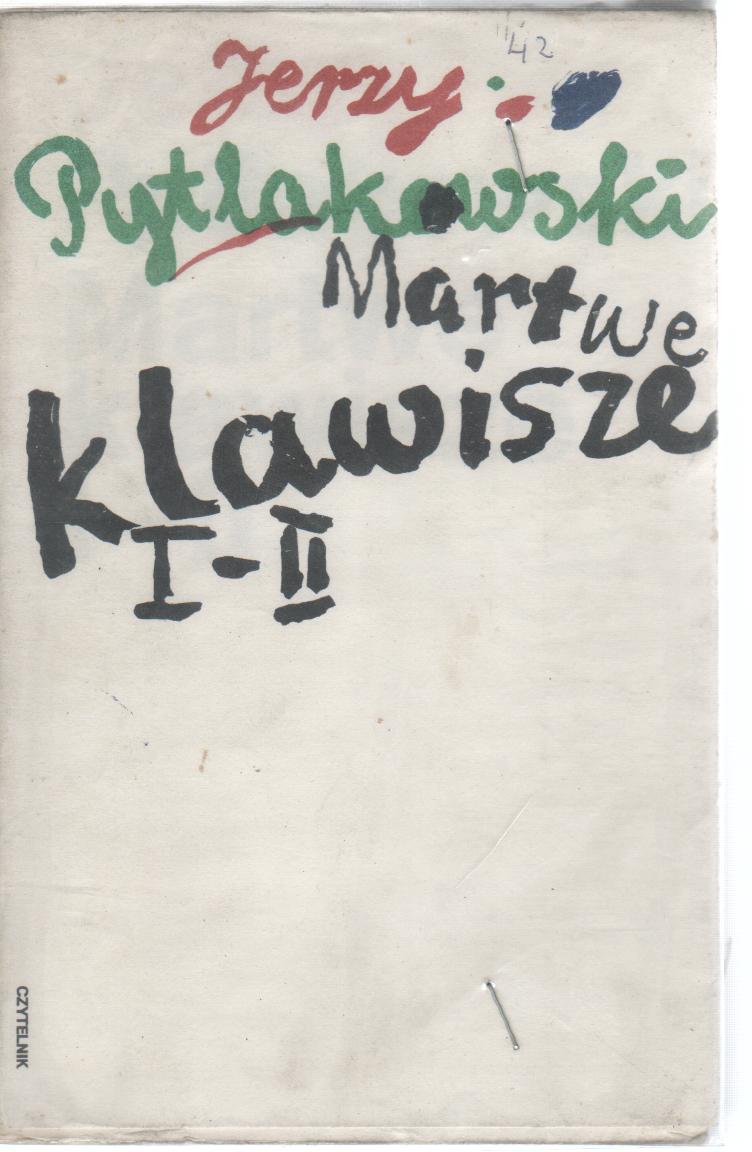 42
Jerzy
Pytlakowski
Martwe
klawisze
I-II
CZYTELNIK